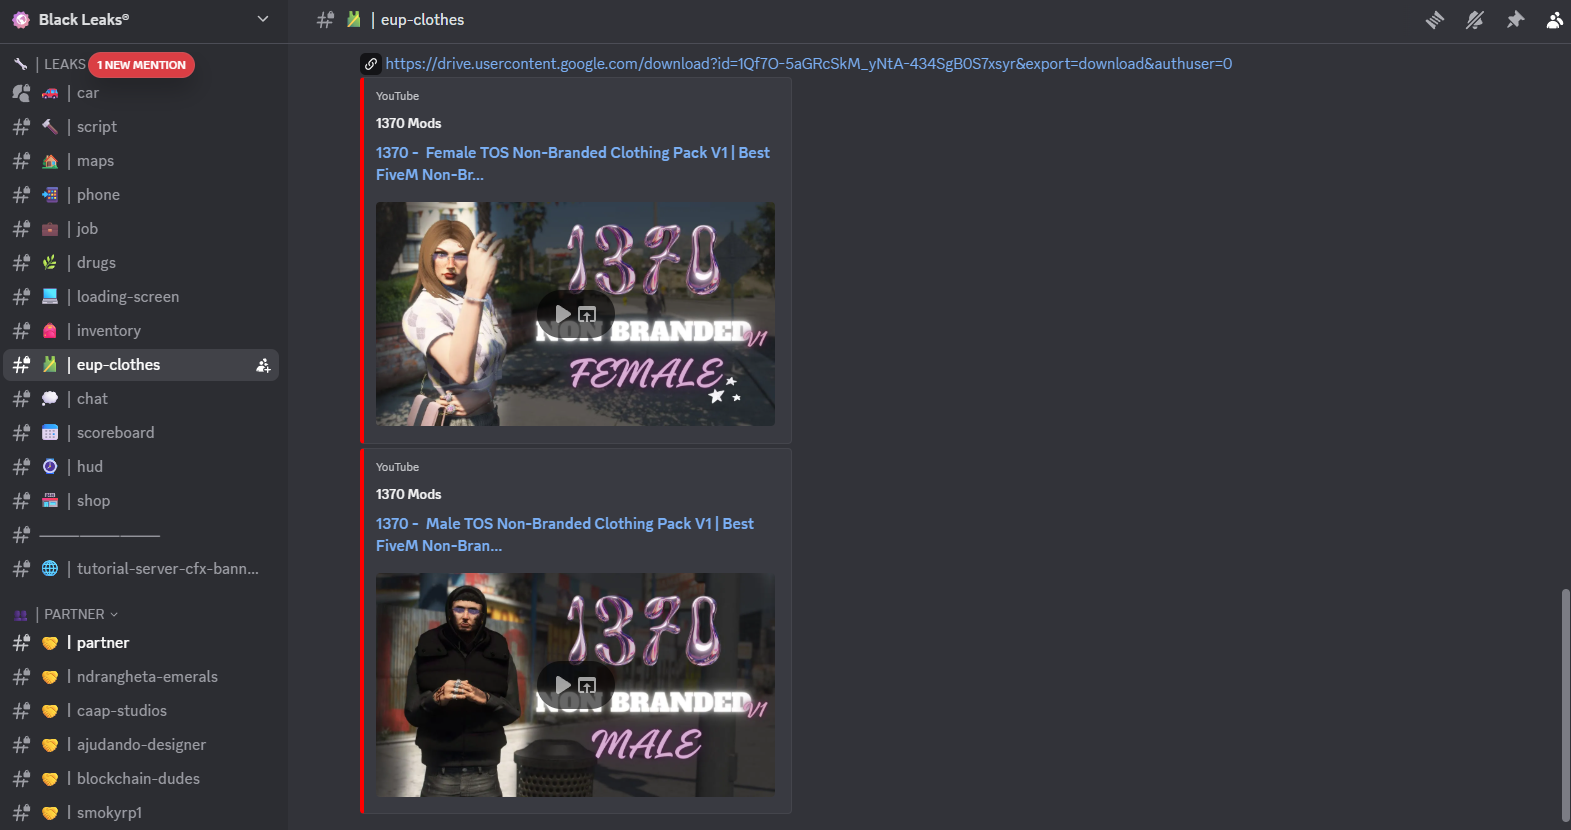 Black Leaks®
| LEAKS 1 NEW MENTION
| car
| script
| maps
| phone
| job
| drugs
| loading-screen
| inventory
| eup-clothes
| chat
| scoreboard
| hud
| shop
| tutorial-server-cfx-bann...
| PARTNER
| partner
| ndrangheta-emerals
| caap-studios
| ajudando-designer
| blockchain-dudes
| smokyrp1
| eup-clothes
https://drive.usercontent.google.com/download?id=1Qf7O-5aGRcSkM_yNtA-434SgB0S7xsyr&export=download&authuser=0
YouTube
1370 Mods
1370 - Female TOS Non-Branded Clothing Pack V1 | Best
FiveM Non-Br...
1370
NON BRANDED
V1
FEMALE
YouTube
1370 Mods
1370 - Male TOS Non-Branded Clothing Pack V1 | Best
FiveM Non-Bran...
1370
NON BRANDED
V1
MALE